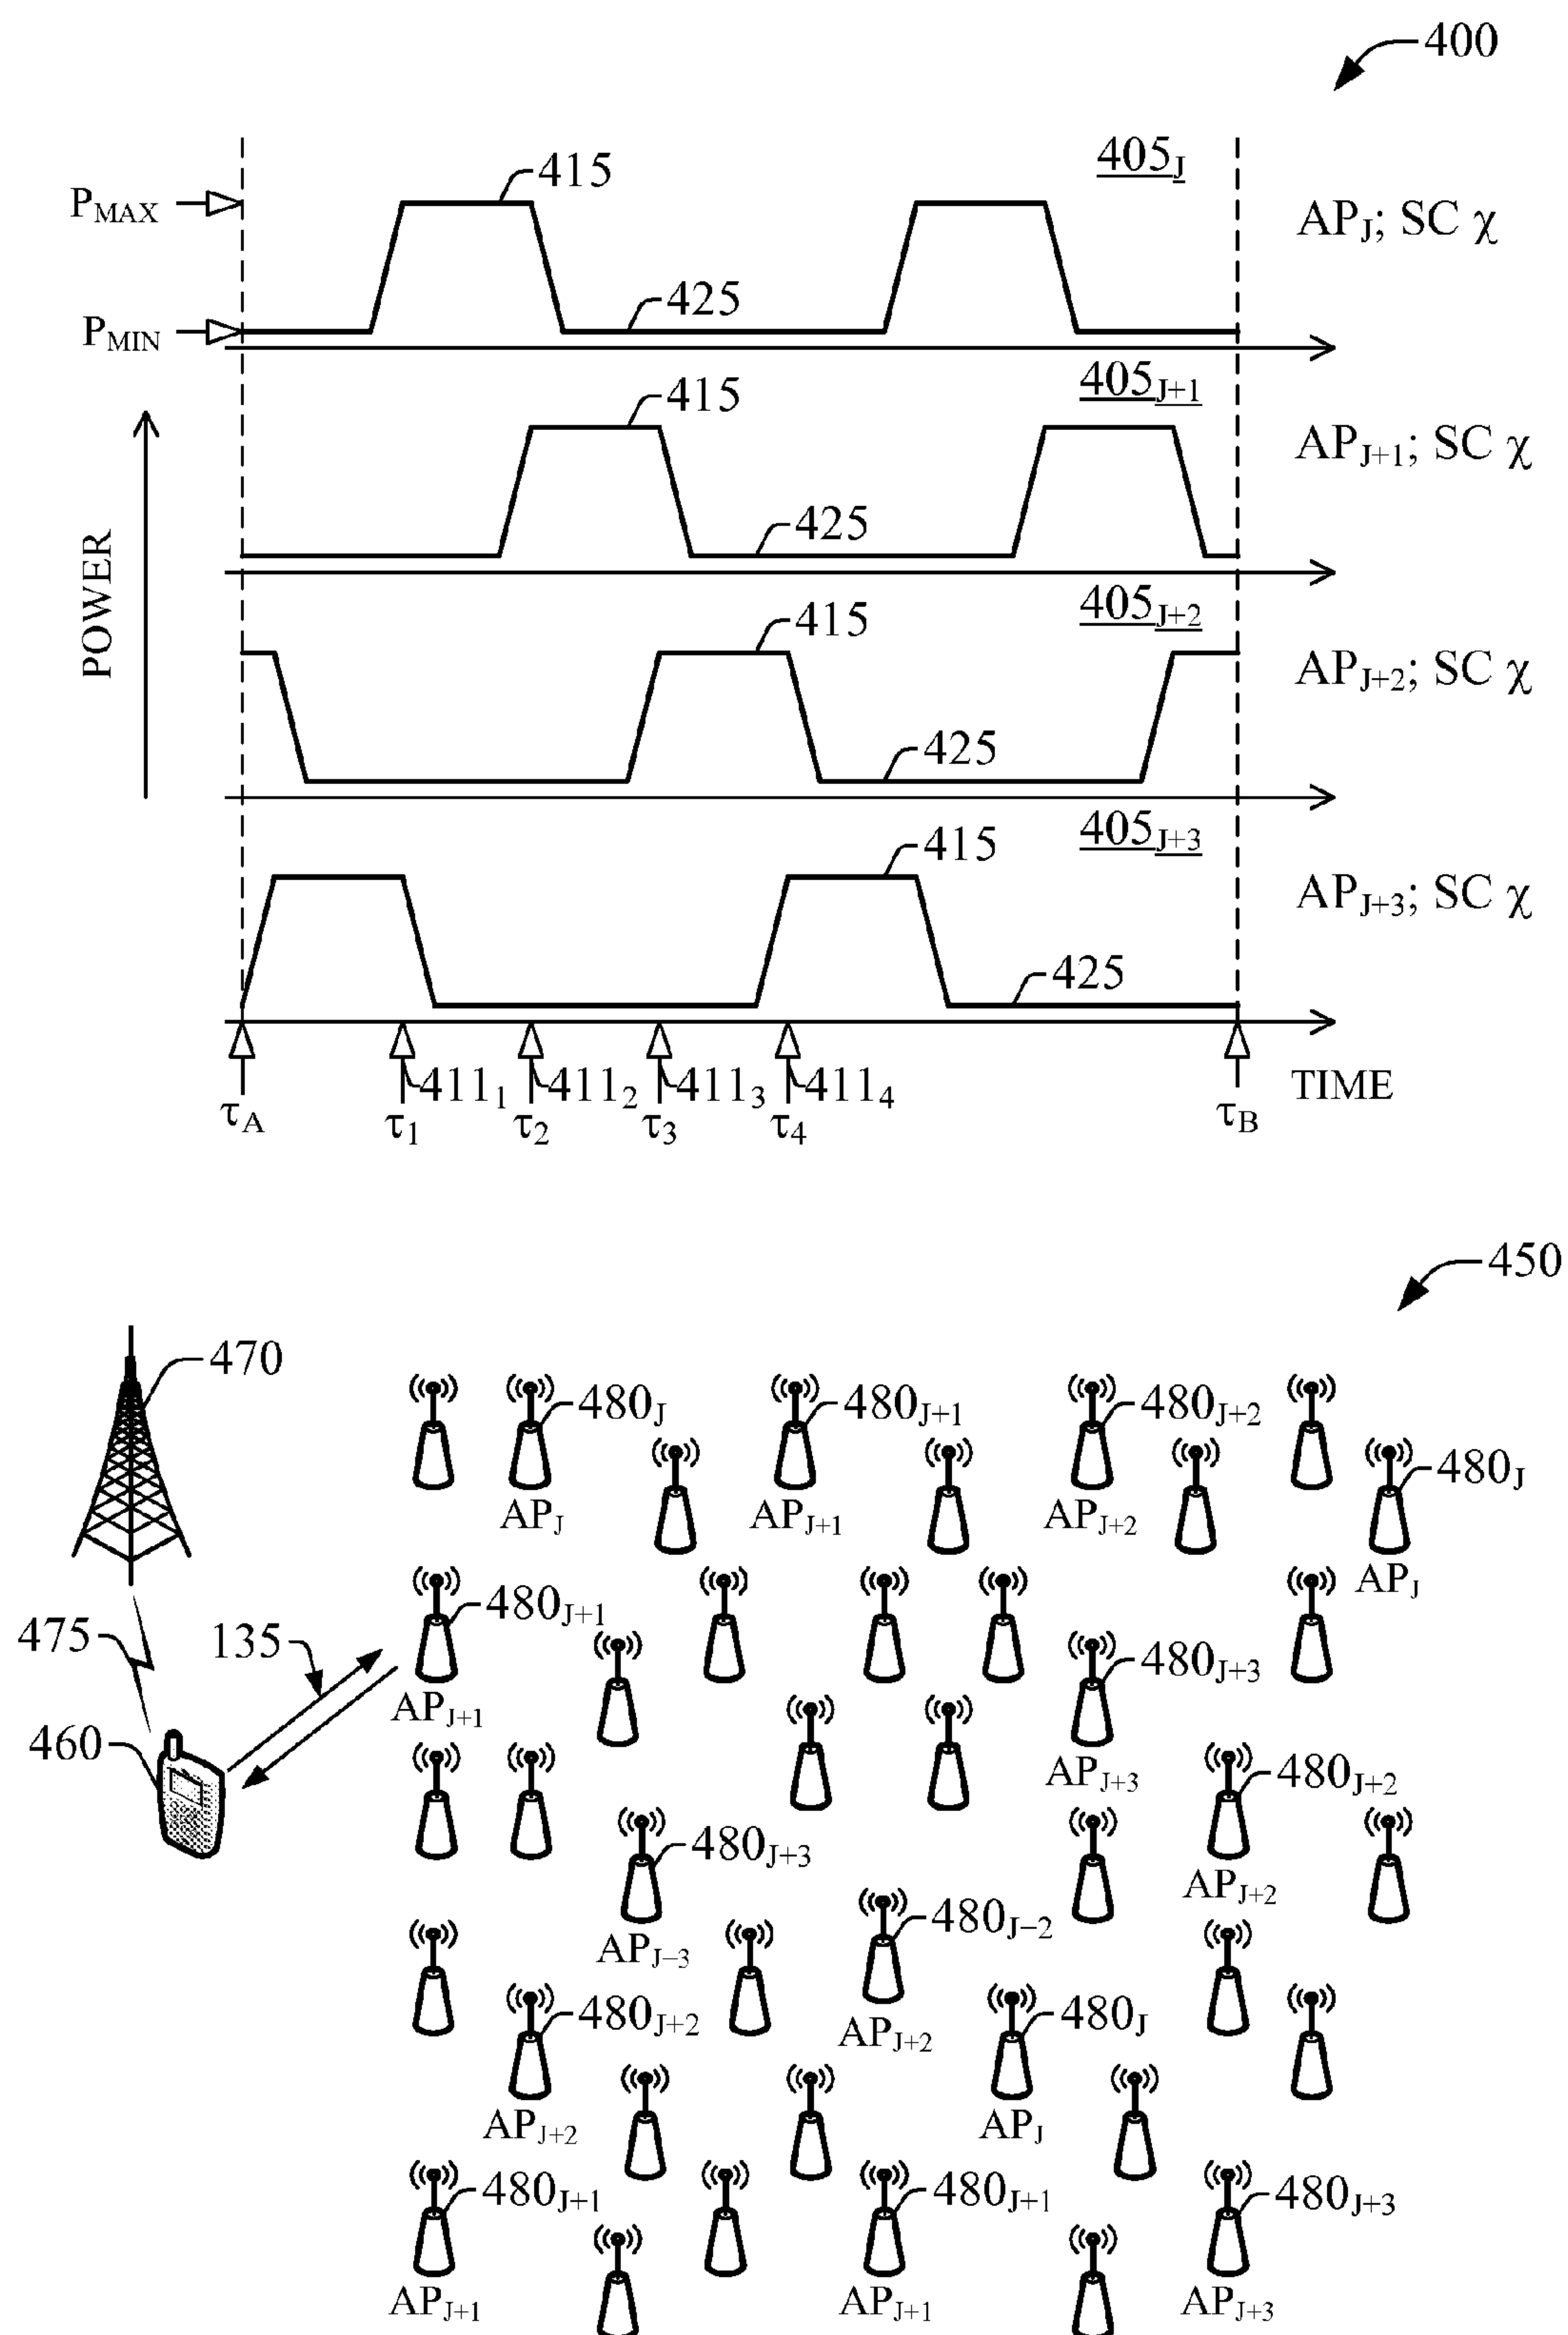 400
405J
415
PMAX
APJ; SC χ
425
PMIN
405J+1
415
APJ+1; SC χ
425
POWER
405J+2
415
APJ+2; SC χ
425
405J+3
415
APJ+3; SC χ
425
4111 4112 4113 4114 TIME
τA τ1 τ2 τ3 τ4 τB
450
470
480J 480J+1 480J+2
480J
APJ APJ+1 APJ+2
APJ
480J+1
475 135
480J+3
APJ+1
460
APJ+3 480J+2
480J+3
APJ+2
480J−2
APJ−3
480J+2 480J
APJ+2
APJ+2 APJ
480J+1 480J+1 480J+3
APJ+1 APJ+1 APJ+3